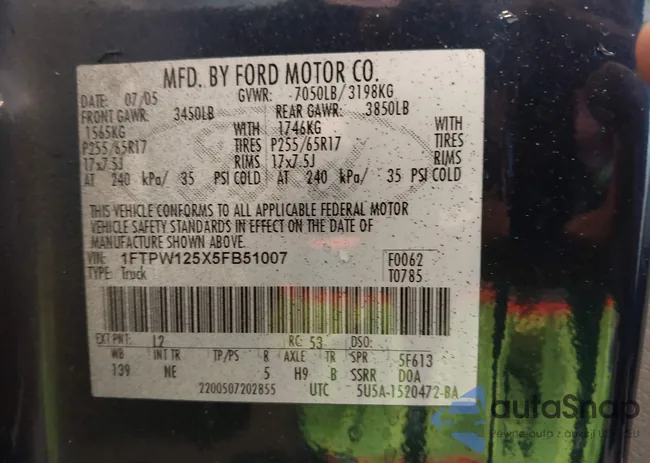 MFD. BY FORD MOTOR CO.
DATE: 07/05 GVWR: 7050LB/3198KG
FRONT GAWR: 3450LB REAR GAWR: 3850LB
1565KG WITH 1746KG WITH
P255/65R17 TIRES P255/65R17 TIRES
17x7.5J RIMS 17x7.5J RIMS
AT 240 kPa/ 35 PSI COLD AT 240 kPa/ 35 PSI COLD
THIS VEHICLE CONFORMS TO ALL APPLICABLE FEDERAL MOTOR
VEHICLE SAFETY STANDARDS IN EFFECT ON THE DATE OF
MANUFACTURE SHOWN ABOVE.
VIN: 1FTPW125X5FB51007 F0062
TYPE: Truck T0785
EXT PNT: L2 RC: 53 DSO:
WB INT TR TP/PS R AXLE TR SPR 5F613
139 NE 5 H9 B SSRR DOA
2200507202855 UTC 5U5A-1520472-BA
autoSnap